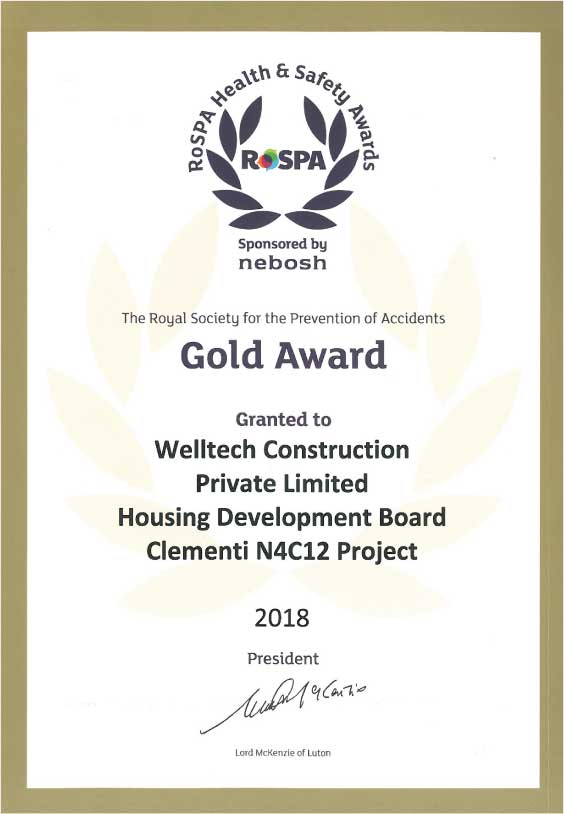 RoSPA Health & Safety Awards
RoSPA
Sponsored by
nebosh
The Royal Society for the Prevention of Accidents
Gold Award
Granted to
Welltech Construction
Private Limited
Housing Development Board
Clementi N4C12 Project
2018
President
Lord McKenzie of Luton